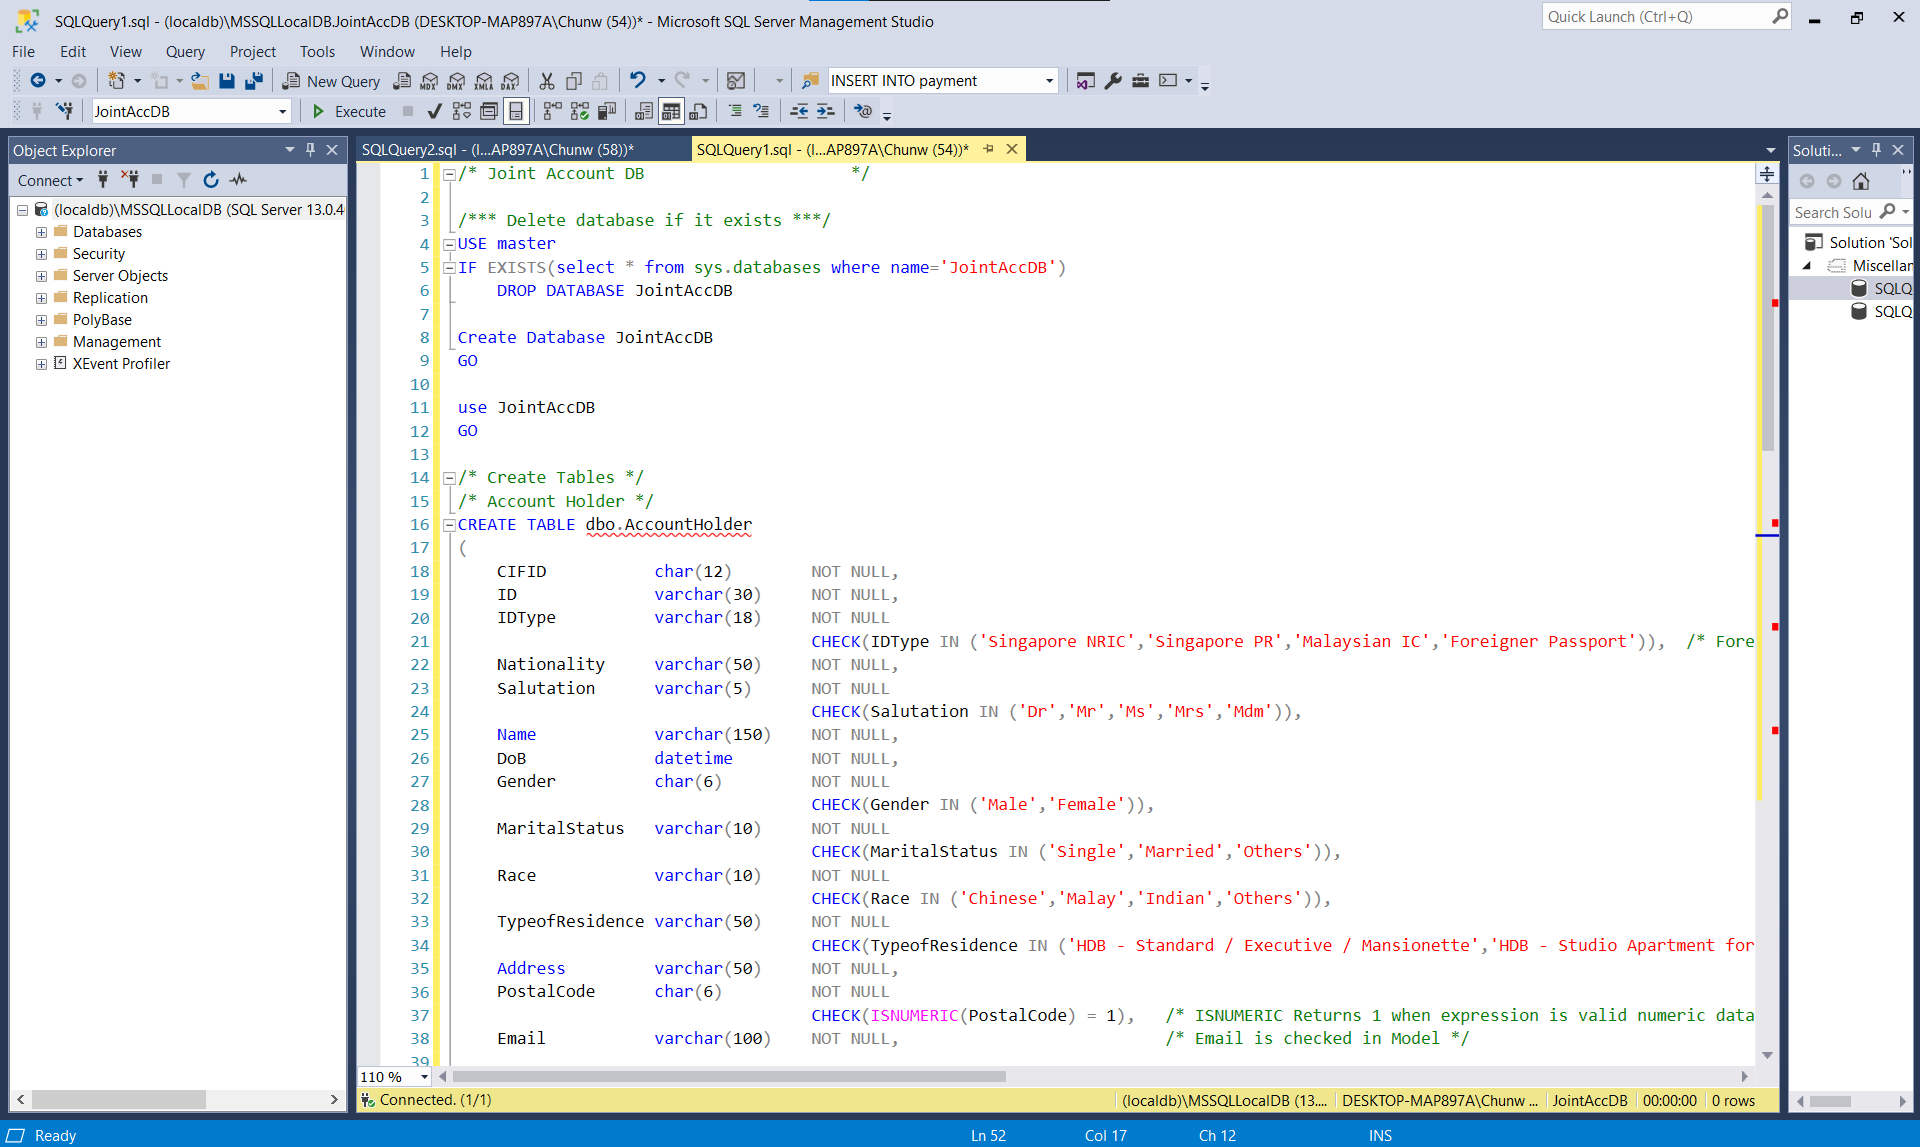 SQLQuery1.sql - (localdb)\MSSQLLocalDB.JointAccDB (DESKTOP-MAP897A\Chunw (54))* - Microsoft SQL Server Management Studio
Quick Launch (Ctrl+Q)
File Edit View Query Project Tools Window Help
New Query MDX DMX XMLA DAX INSERT INTO payment
JointAccDB Execute
Object Explorer
Connect
(localdb)\MSSQLLocalDB (SQL Server 13.0.4
Databases
Security
Server Objects
Replication
PolyBase
Management
XEvent Profiler
SQLQuery2.sql - (l...AP897A\Chunw (58))* SQLQuery1.sql - (l...AP897A\Chunw (54))*
1 /* Joint Account DB */
2
3 /*** Delete database if it exists ***/
4 USE master
5 IF EXISTS(select * from sys.databases where name='JointAccDB')
6 DROP DATABASE JointAccDB
7
8 Create Database JointAccDB
9 GO
10
11 use JointAccDB
12 GO
13
14 /* Create Tables */
15 /* Account Holder */
16 CREATE TABLE dbo.AccountHolder
17 (
18 CIFID char(12) NOT NULL,
19 ID varchar(30) NOT NULL,
20 IDType varchar(18) NOT NULL
21 CHECK(IDType IN ('Singapore NRIC','Singapore PR','Malaysian IC','Foreigner Passport')), /* Fore
22 Nationality varchar(50) NOT NULL,
23 Salutation varchar(5) NOT NULL
24 CHECK(Salutation IN ('Dr','Mr','Ms','Mrs','Mdm')),
25 Name varchar(150) NOT NULL,
26 DoB datetime NOT NULL,
27 Gender char(6) NOT NULL
28 CHECK(Gender IN ('Male','Female')),
29 MaritalStatus varchar(10) NOT NULL
30 CHECK(MaritalStatus IN ('Single','Married','Others')),
31 Race varchar(10) NOT NULL
32 CHECK(Race IN ('Chinese','Malay','Indian','Others')),
33 TypeofResidence varchar(50) NOT NULL
34 CHECK(TypeofResidence IN ('HDB - Standard / Executive / Mansionette','HDB - Studio Apartment for
35 Address varchar(50) NOT NULL,
36 PostalCode char(6) NOT NULL
37 CHECK(ISNUMERIC(PostalCode) = 1), /* ISNUMERIC Returns 1 when expression is valid numeric data
38 Email varchar(100) NOT NULL, /* Email is checked in Model */
39
110 %
Connected. (1/1) (localdb)\MSSQLLocalDB (13.... DESKTOP-MAP897A\Chunw ... JointAccDB 00:00:00 0 rows
Soluti...
Search Solu
Solution 'Sol
Miscellar
SQLQ
SQLQ
Ready Ln 52 Col 17 Ch 12 INS